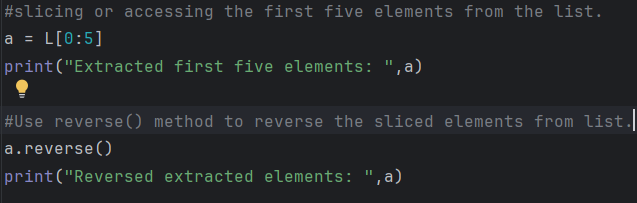 #slicing or accessing the first five elements from the list.
a = L[0:5]
print("Extracted first five elements: ",a)
#Use reverse() method to reverse the sliced elements from list.
a.reverse()
print("Reversed extracted elements: ",a)